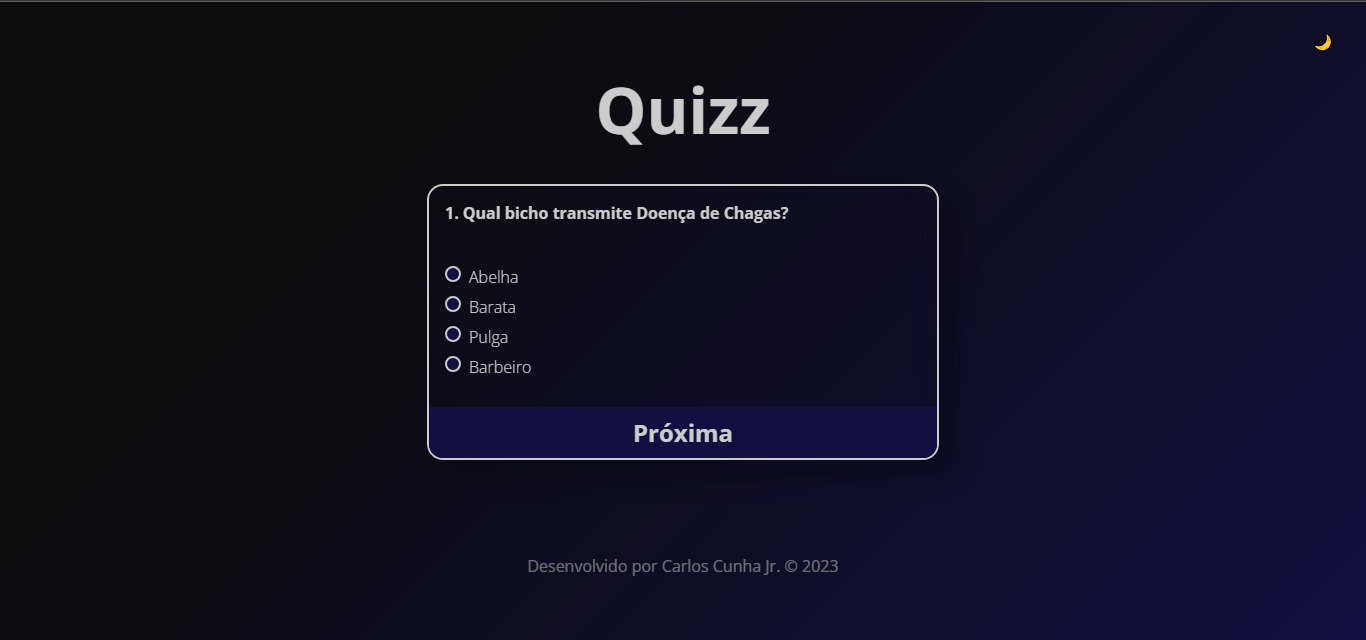 Quizz
1. Qual bicho transmite Doença de Chagas?
Abelha
Barata
Pulga
Barbeiro
Próxima
Desenvolvido por Carlos Cunha Jr. © 2023